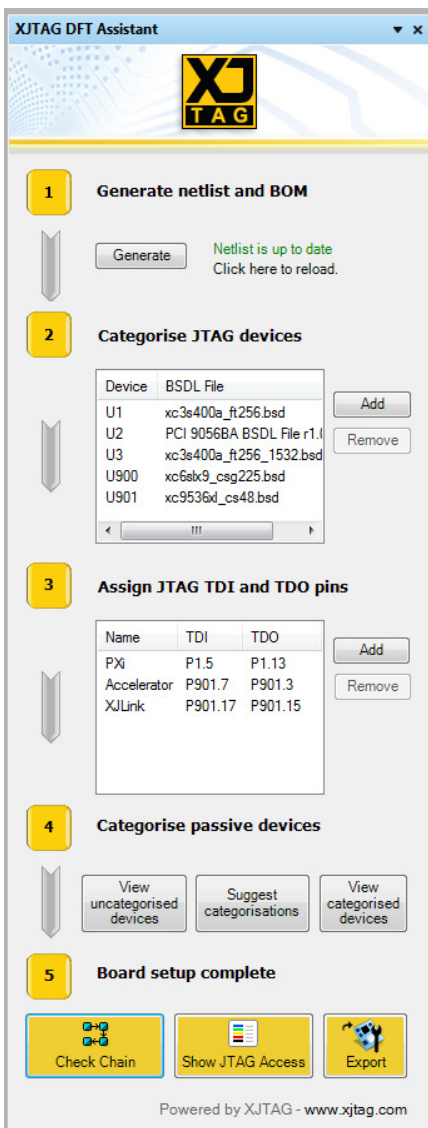 XJTAG DFT Assistant
XJ
TAG
1 Generate netlist and BOM
Generate
Netlist is up to date
Click here to reload.
2 Categorise JTAG devices
Device BSDL File
U1 xc3s400a_ft256.bsd
U2 PCI 9056BA BSDL File r1.0
U3 xc3s400a_ft256_1532.bsd
U900 xc6slx9_csg225.bsd
U901 xc9536xl_cs48.bsd
Add
Remove
3 Assign JTAG TDI and TDO pins
Name TDI TDO
PXi P1.5 P1.13
Accelerator P901.7 P901.3
XJLink P901.17 P901.15
Add
Remove
4 Categorise passive devices
View
uncategorised
devices
Suggest
categorisations
View
categorised
devices
5 Board setup complete
Check Chain
Show JTAG Access
Export
Powered by XJTAG - www.xjtag.com